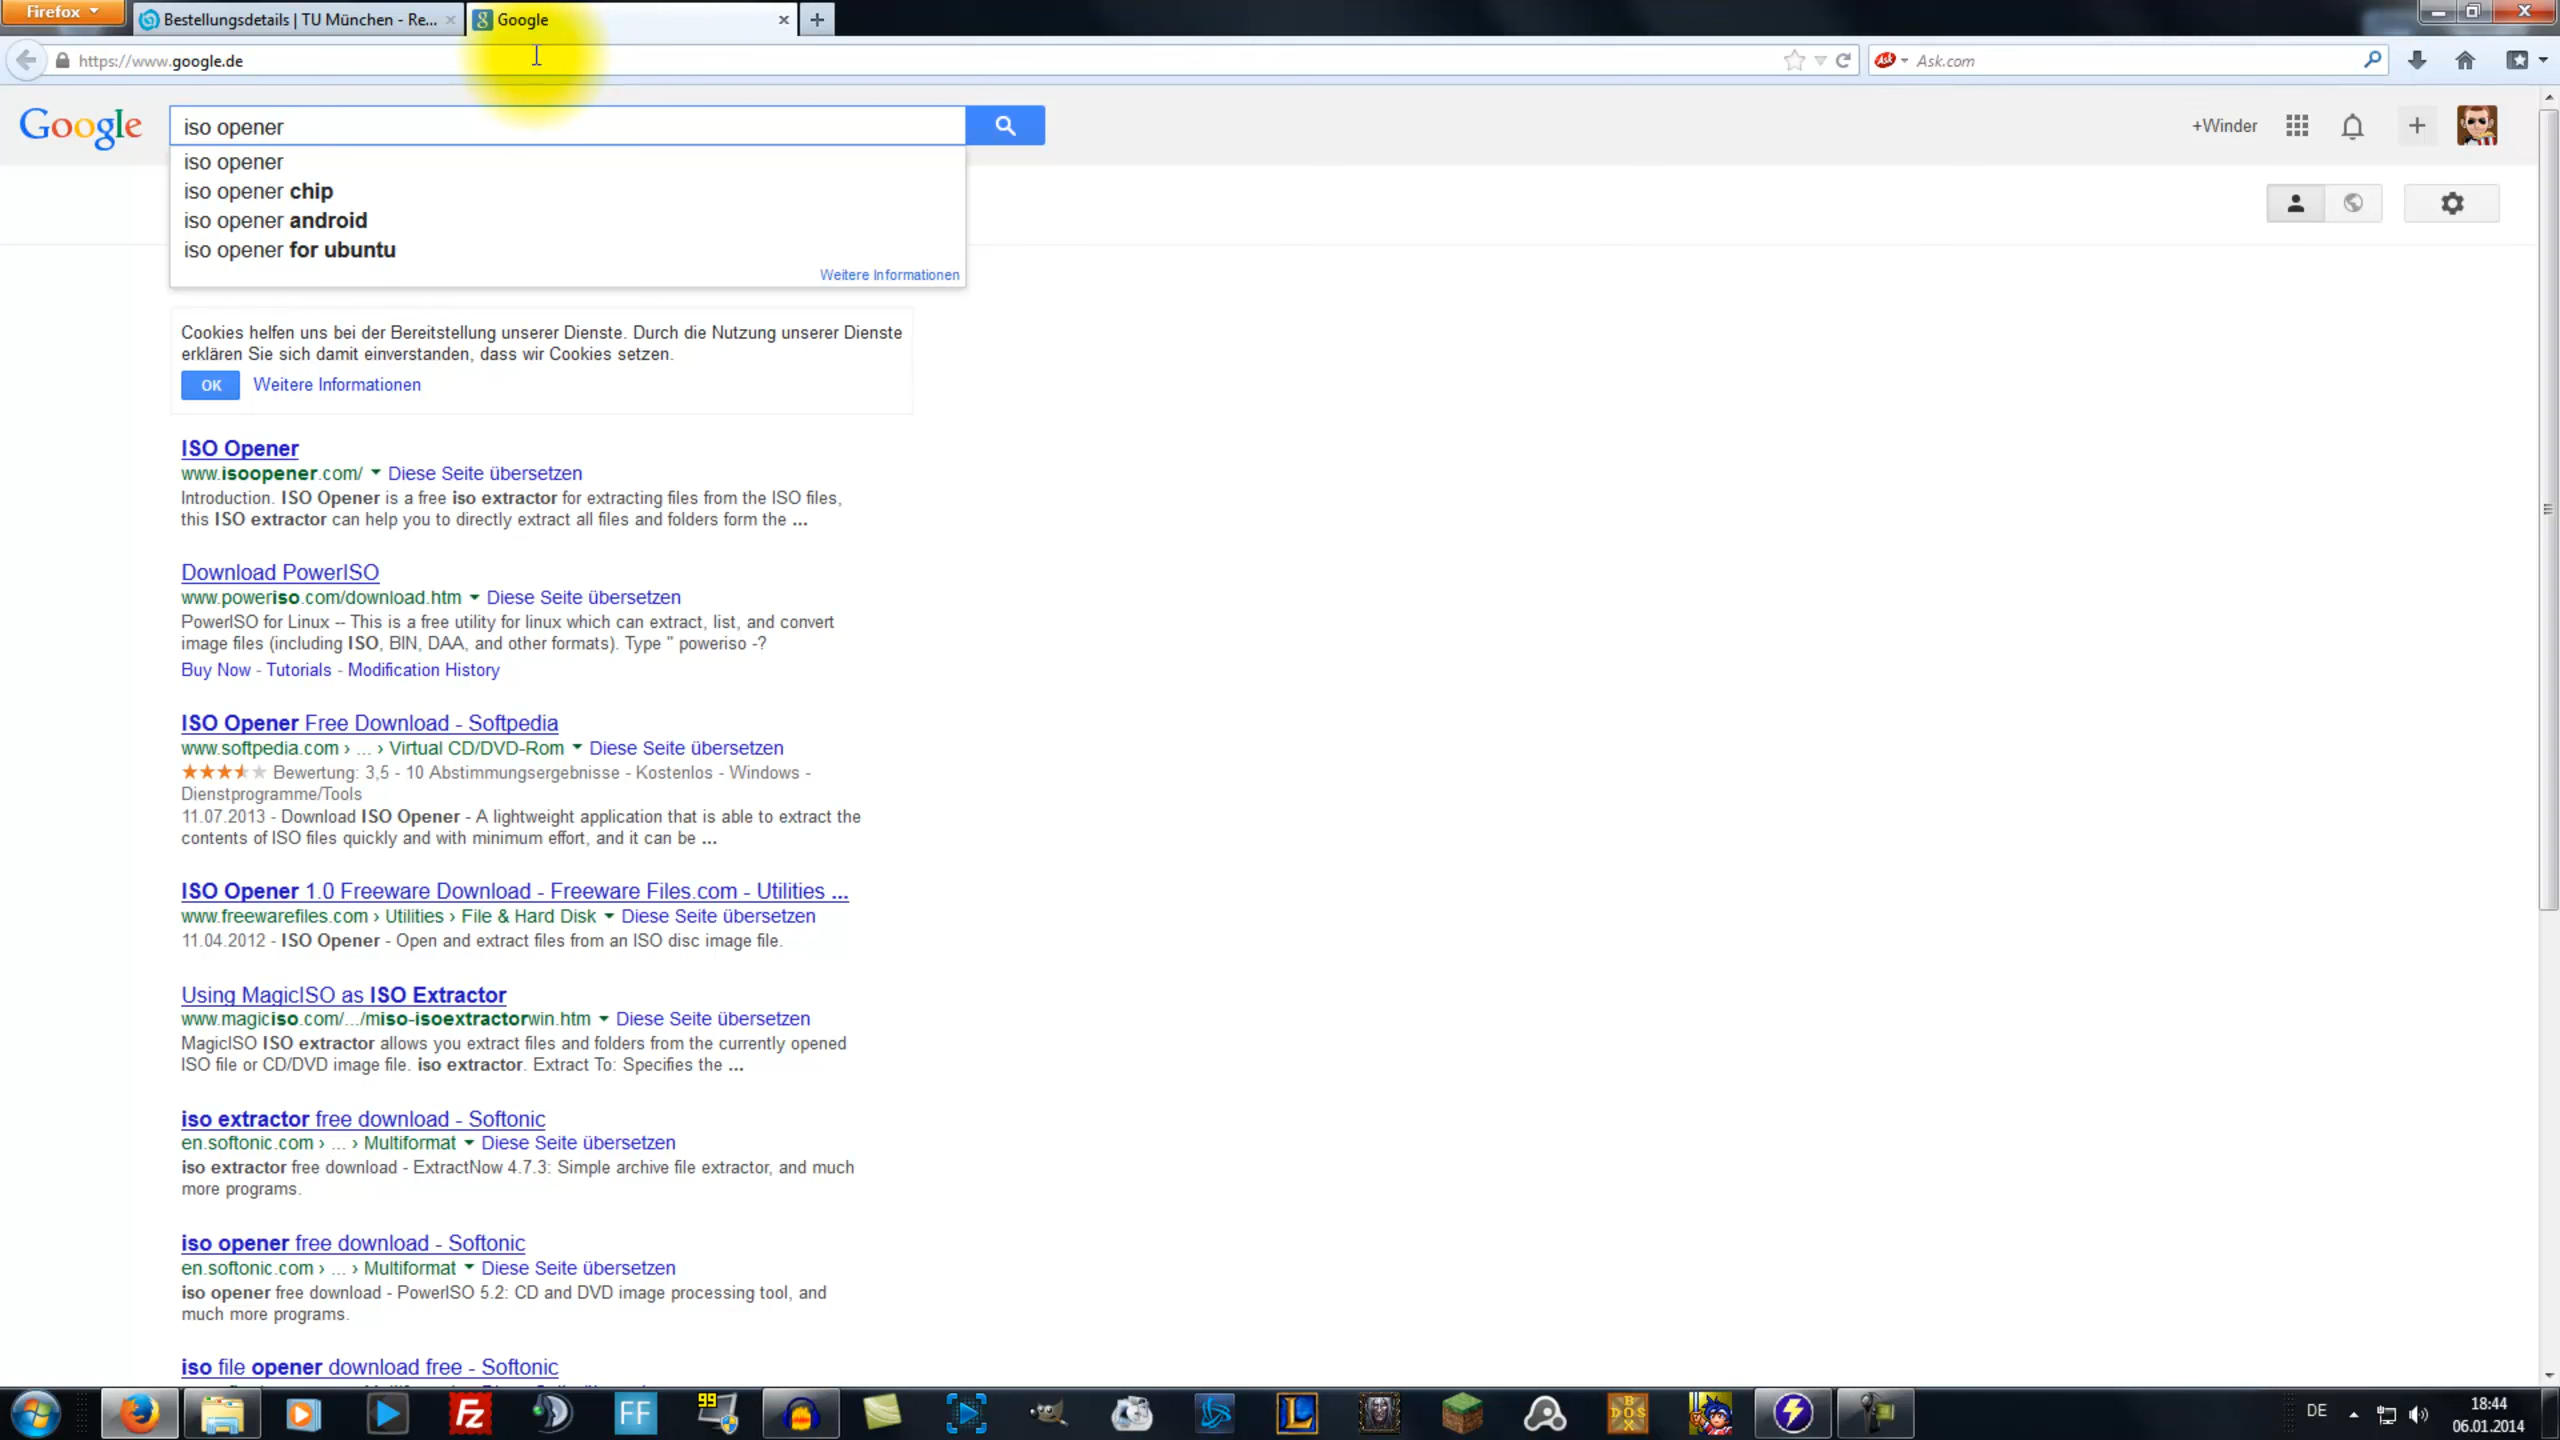 Firefox
Bestellungsdetails | TU München - Re...
Google
https://www.google.de
Ask
Ask.com
Google
iso opener
+Winder
iso opener
iso opener chip
iso opener android
iso opener for ubuntu
Weitere Informationen
Cookies helfen uns bei der Bereitstellung unserer Dienste. Durch die Nutzung unserer Dienste
erklären Sie sich damit einverstanden, dass wir Cookies setzen.
OK
Weitere Informationen
ISO Opener
www.isoopener.com/ Diese Seite übersetzen
Introduction. ISO Opener is a free iso extractor for extracting files from the ISO files,
this ISO extractor can help you to directly extract all files and folders form the ...
Download PowerISO
www.poweriso.com/download.htm Diese Seite übersetzen
PowerISO for Linux -- This is a free utility for linux which can extract, list, and convert
image files (including ISO, BIN, DAA, and other formats). Type " poweriso -?
Buy Now - Tutorials - Modification History
ISO Opener Free Download - Softpedia
www.softpedia.com › ... › Virtual CD/DVD-Rom Diese Seite übersetzen
Bewertung: 3,5 - 10 Abstimmungsergebnisse - Kostenlos - Windows -
Dienstprogramme/Tools
11.07.2013 - Download ISO Opener - A lightweight application that is able to extract the
contents of ISO files quickly and with minimum effort, and it can be ...
ISO Opener 1.0 Freeware Download - Freeware Files.com - Utilities ...
www.freewarefiles.com › Utilities › File & Hard Disk Diese Seite übersetzen
11.04.2012 - ISO Opener - Open and extract files from an ISO disc image file.
Using MagicISO as ISO Extractor
www.magiciso.com/.../miso-isoextractorwin.htm Diese Seite übersetzen
MagicISO ISO extractor allows you extract files and folders from the currently opened
ISO file or CD/DVD image file. iso extractor. Extract To: Specifies the ...
iso extractor free download - Softonic
en.softonic.com › ... › Multiformat Diese Seite übersetzen
iso extractor free download - ExtractNow 4.7.3: Simple archive file extractor, and much
more programs.
iso opener free download - Softonic
en.softonic.com › ... › Multiformat Diese Seite übersetzen
iso opener free download - PowerISO 5.2: CD and DVD image processing tool, and
much more programs.
iso file opener download free - Softonic
Fz
FF
99
L
DOS BOX
DE
18:44
06.01.2014